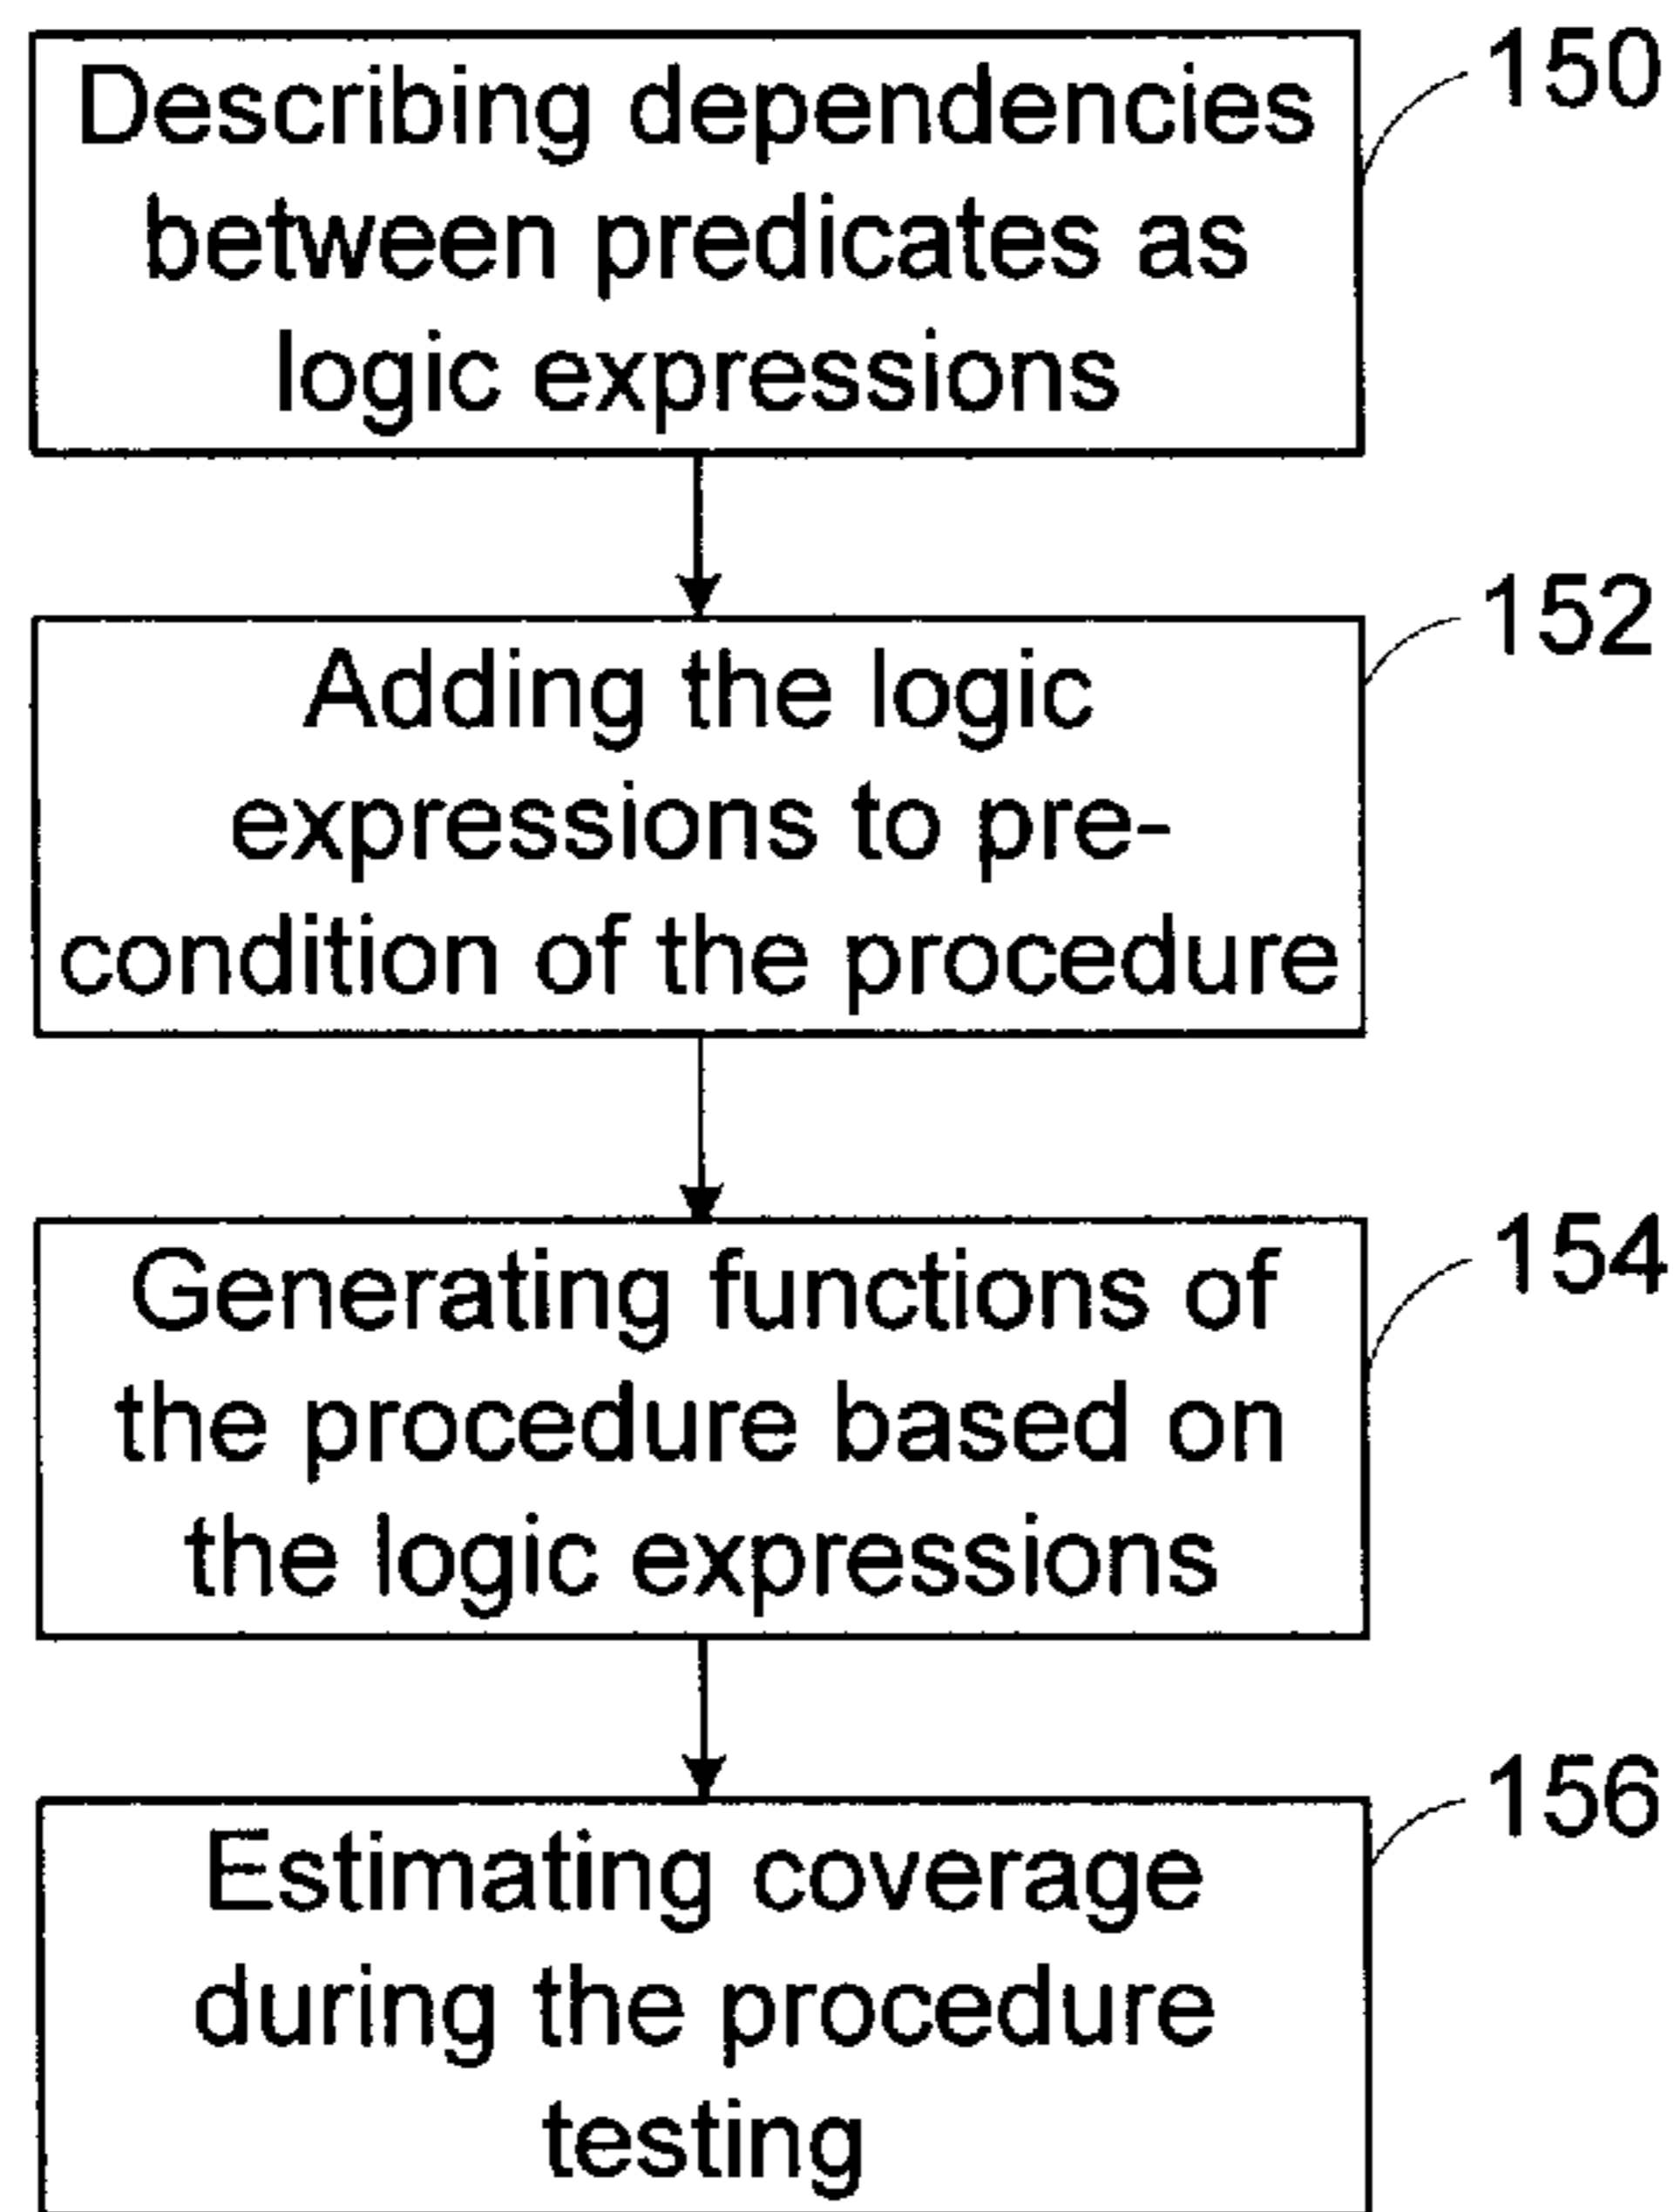 Describing dependencies
between predicates as
logic expressions
150
Adding the logic
expressions to pre-
condition of the procedure
152
Generating functions of
the procedure based on
the logic expressions
154
Estimating coverage
during the procedure
testing
156